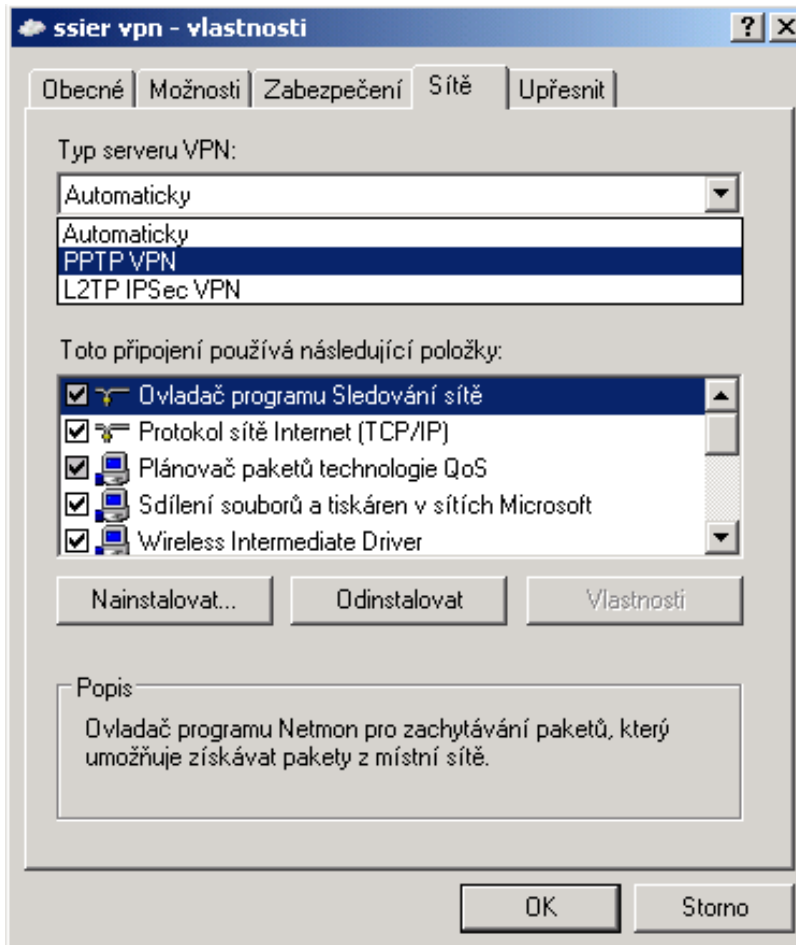 ssier vpn - vlastnosti
Obecné Možnosti Zabezpečení Sítě Upřesnit
Typ serveru VPN:
Automaticky
Automaticky
PPTP VPN
L2TP IPSec VPN
Toto připojení používá následující položky:
Ovladač programu Sledování sítě
Protokol sítě Internet (TCP/IP)
Plánovač paketů technologie QoS
Sdílení souborů a tiskáren v sítích Microsoft
Wireless Intermediate Driver
Nainstalovat... Odinstalovat Vlastnosti
Popis
Ovladač programu Netmon pro zachytávání paketů, který
umožňuje získávat pakety z místní sítě.
OK Storno